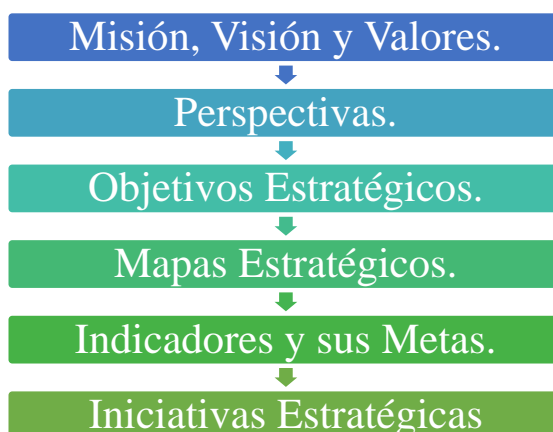 Misión, Visión y Valores.
Perspectivas.
Objetivos Estratégicos.
Mapas Estratégicos.
Indicadores y sus Metas.
Iniciativas Estratégicas